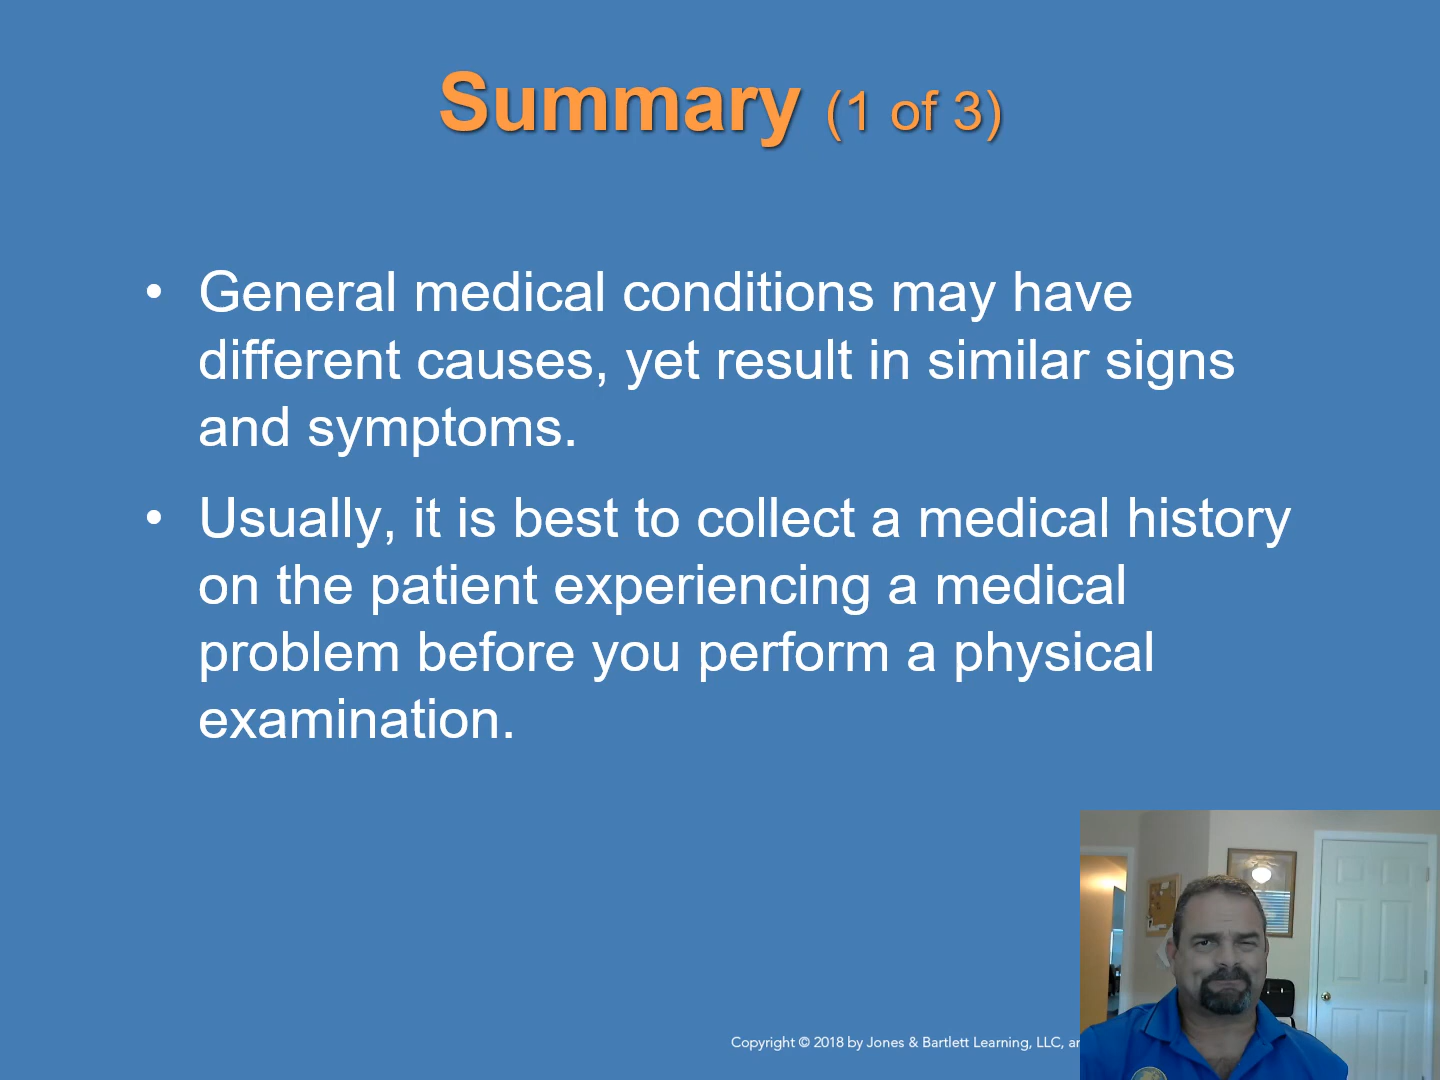 Summary (1 of 3)
• General medical conditions may have
different causes, yet result in similar signs
and symptoms.
• Usually, it is best to collect a medical history
on the patient experiencing a medical
problem before you perform a physical
examination.
Copyright © 2018 by Jones & Bartlett Learning, LLC,